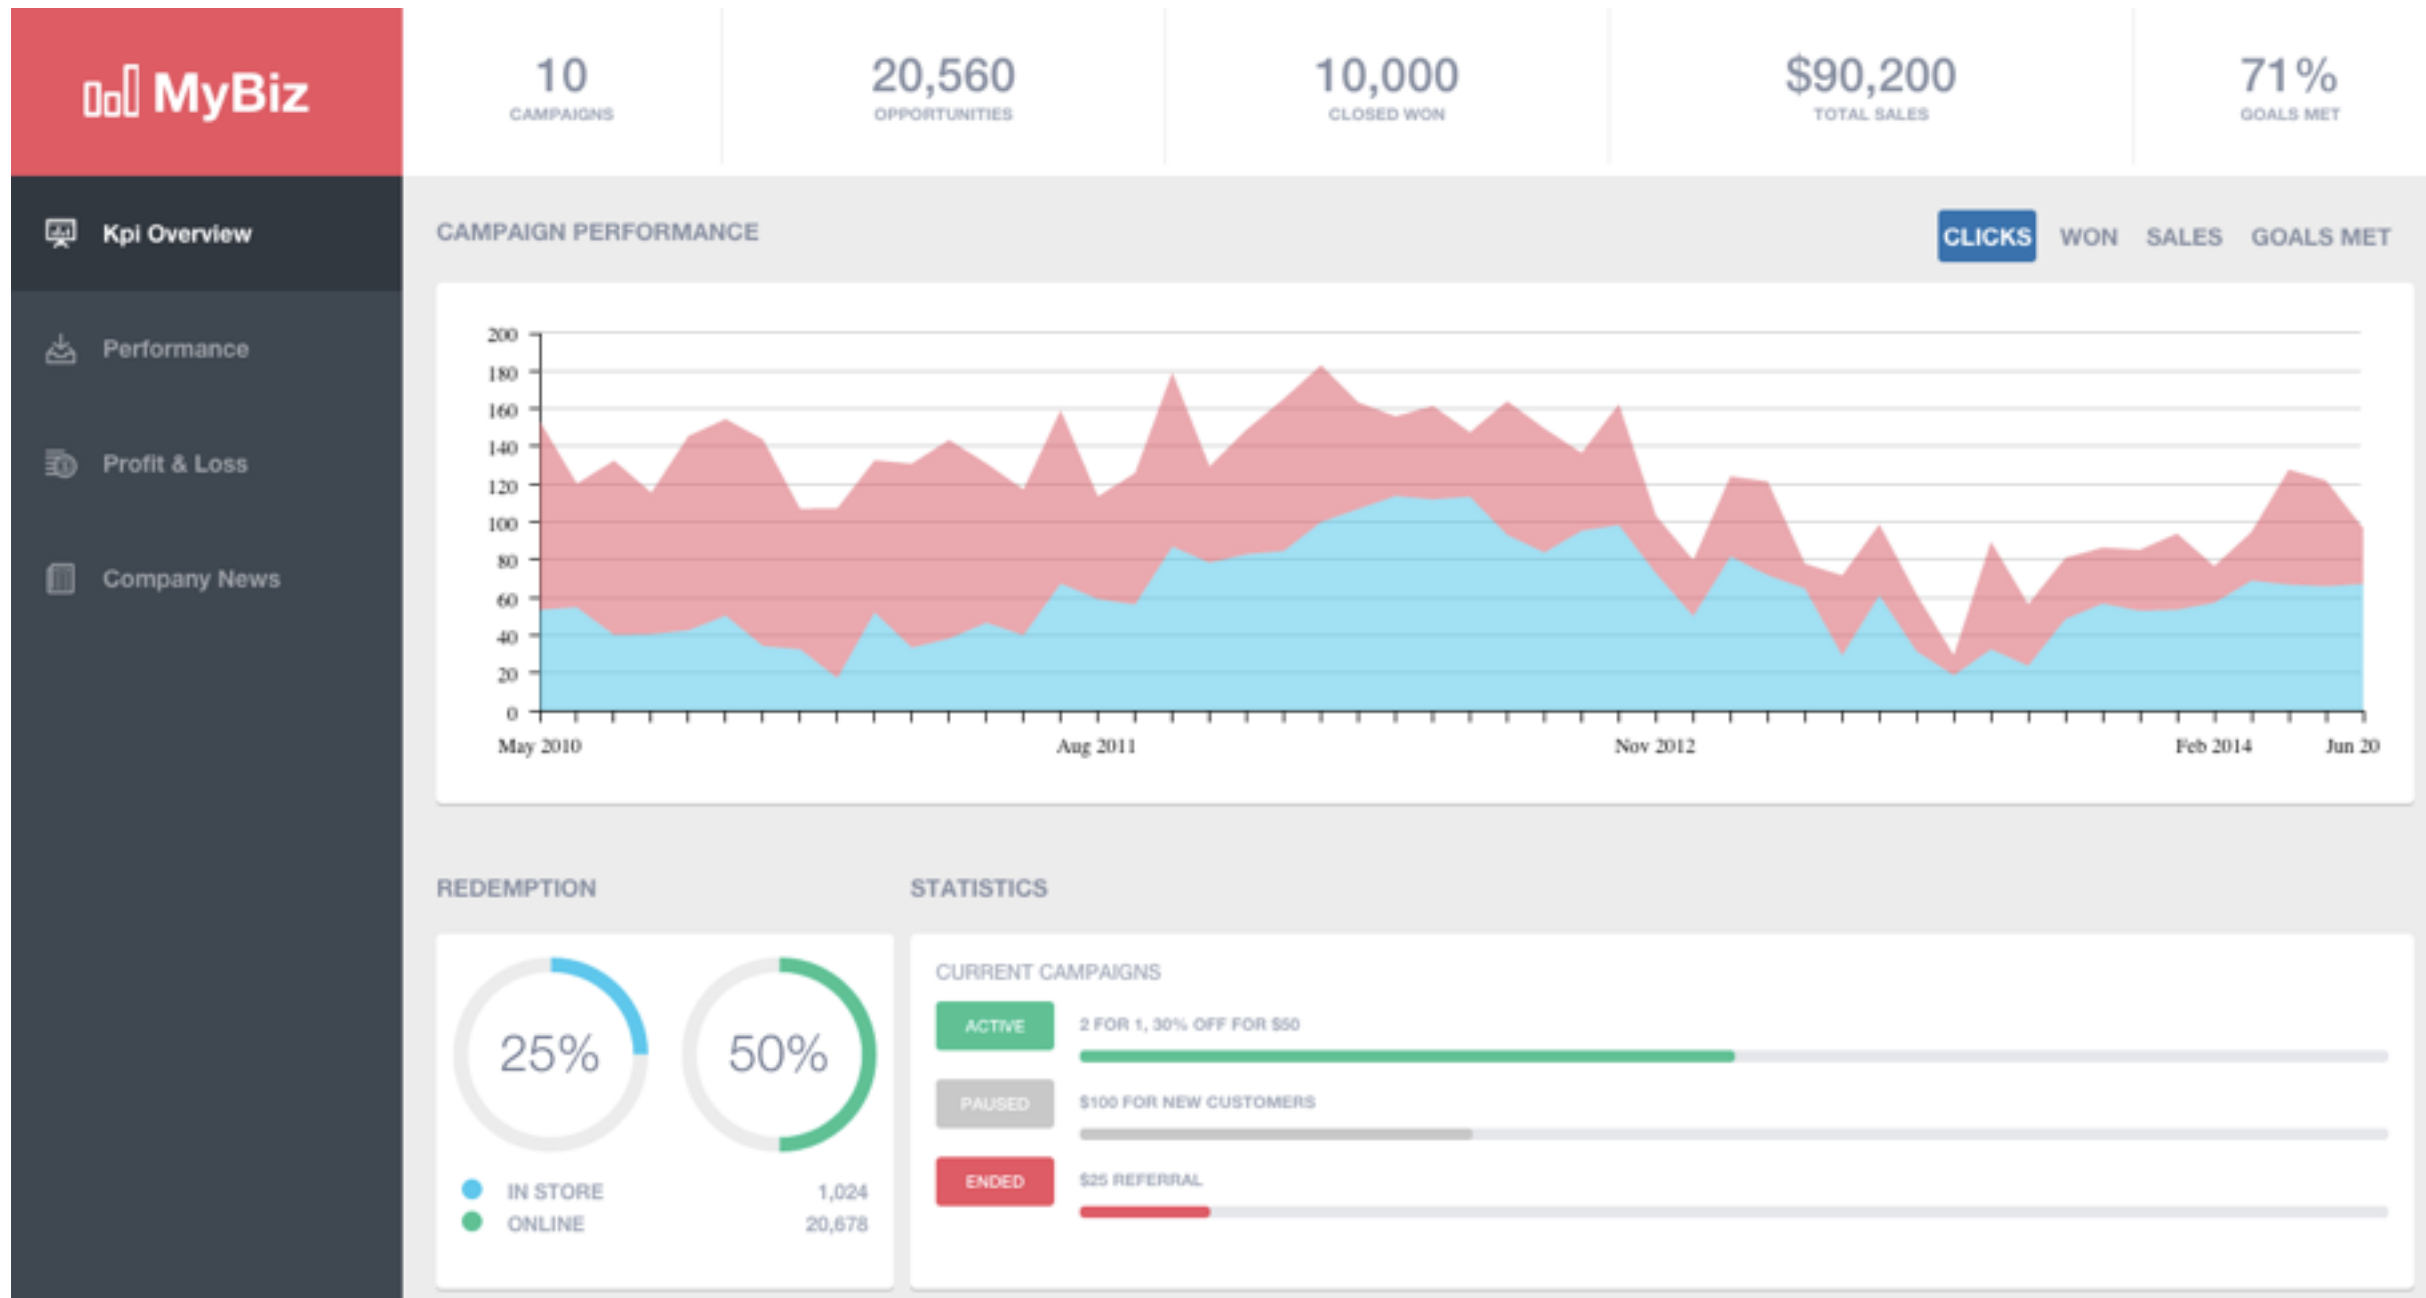 MyBiz
10
CAMPAIGNS
20,560
OPPORTUNITIES
10,000
CLOSED WON
$90,200
TOTAL SALES
71%
GOALS MET
Kpi Overview
Performance
Profit & Loss
Company News
CAMPAIGN PERFORMANCE
CLICKS WON SALES GOALS MET
200
180
160
140
120
100
80
60
40
20
0
May 2010 Aug 2011 Nov 2012 Feb 2014 Jun 20
REDEMPTION
25% 50%
IN STORE 1,024
ONLINE 20,678
STATISTICS
CURRENT CAMPAIGNS
ACTIVE 2 FOR 1, 30% OFF FOR $50
PAUSED $100 FOR NEW CUSTOMERS
ENDED $25 REFERRAL